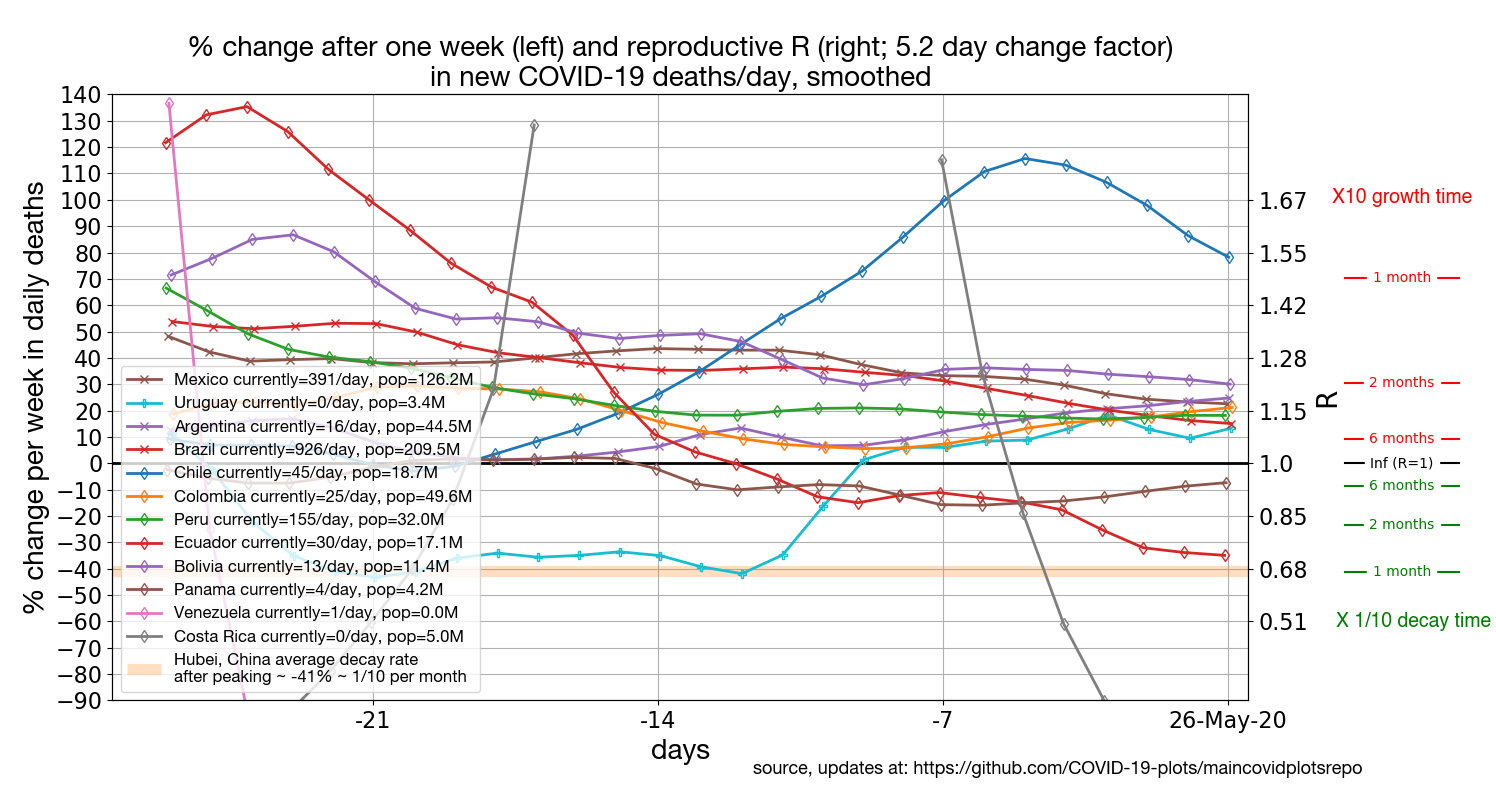 % change after one week (left) and reproductive R (right; 5.2 day change factor)
in new COVID-19 deaths/day, smoothed
% change per week in daily deaths
140
130
120
110
100
90
80
70
60
50
40
30
20
10
0
−10
−20
−30
−40
−50
−60
−70
−80
−90
Mexico currently=391/day, pop=126.2M
Uruguay currently=0/day, pop=3.4M
Argentina currently=16/day, pop=44.5M
Brazil currently=926/day, pop=209.5M
Chile currently=45/day, pop=18.7M
Colombia currently=25/day, pop=49.6M
Peru currently=155/day, pop=32.0M
Ecuador currently=30/day, pop=17.1M
Bolivia currently=13/day, pop=11.4M
Panama currently=4/day, pop=4.2M
Venezuela currently=1/day, pop=0.0M
Costa Rica currently=0/day, pop=5.0M
Hubei, China average decay rate
after peaking ~ -41% ~ 1/10 per month
-21
-14
-7
26-May-20
days
1.67
1.55
1.42
1.28
1.15
1.0
0.85
0.68
0.51
R
X10 growth time
1 month
2 months
6 months
Inf (R=1)
6 months
2 months
1 month
X 1/10 decay time
source, updates at: https://github.com/COVID-19-plots/maincovidplotsrepo